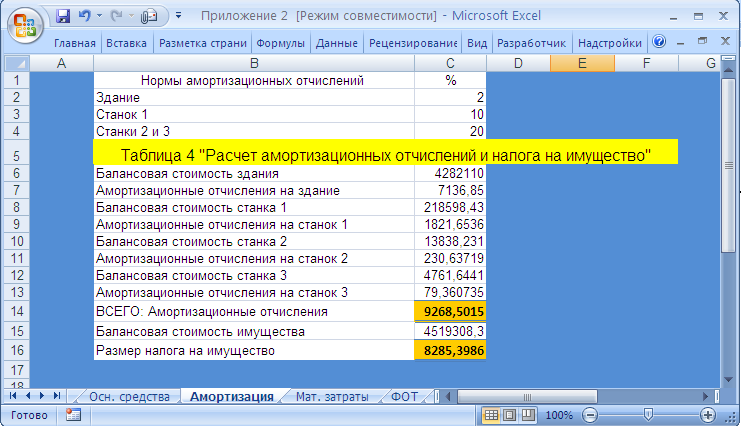 Приложение 2 [Режим совместимости] - Microsoft Excel
Главная Вставка Разметка страни Формулы Данные Рецензирование Вид Разработчик Надстройки
A B C D E F G
1 Нормы амортизационных отчислений %
2 Здание 2
3 Станок 1 10
4 Станки 2 и 3 20
5 Таблица 4 "Расчет амортизационных отчислений и налога на имущество"
6 Балансовая стоимость здания 4282110
7 Амортизационные отчисления на здание 7136,85
8 Балансовая стоимость станка 1 218598,43
9 Амортизационные отчисления на станок 1 1821,6536
10 Балансовая стоимость станка 2 13838,231
11 Амортизационные отчисления на станок 2 230,63719
12 Балансовая стоимость станка 3 4761,6441
13 Амортизационные отчисления на станок 3 79,360735
14 ВСЕГО: Амортизационные отчисления 9268,5015
15 Балансовая стоимость имущества 4519308,3
16 Размер налога на имущество 8285,3986
17
18
Осн. средства Амортизация Мат. затраты ФОТ
Готово 100%